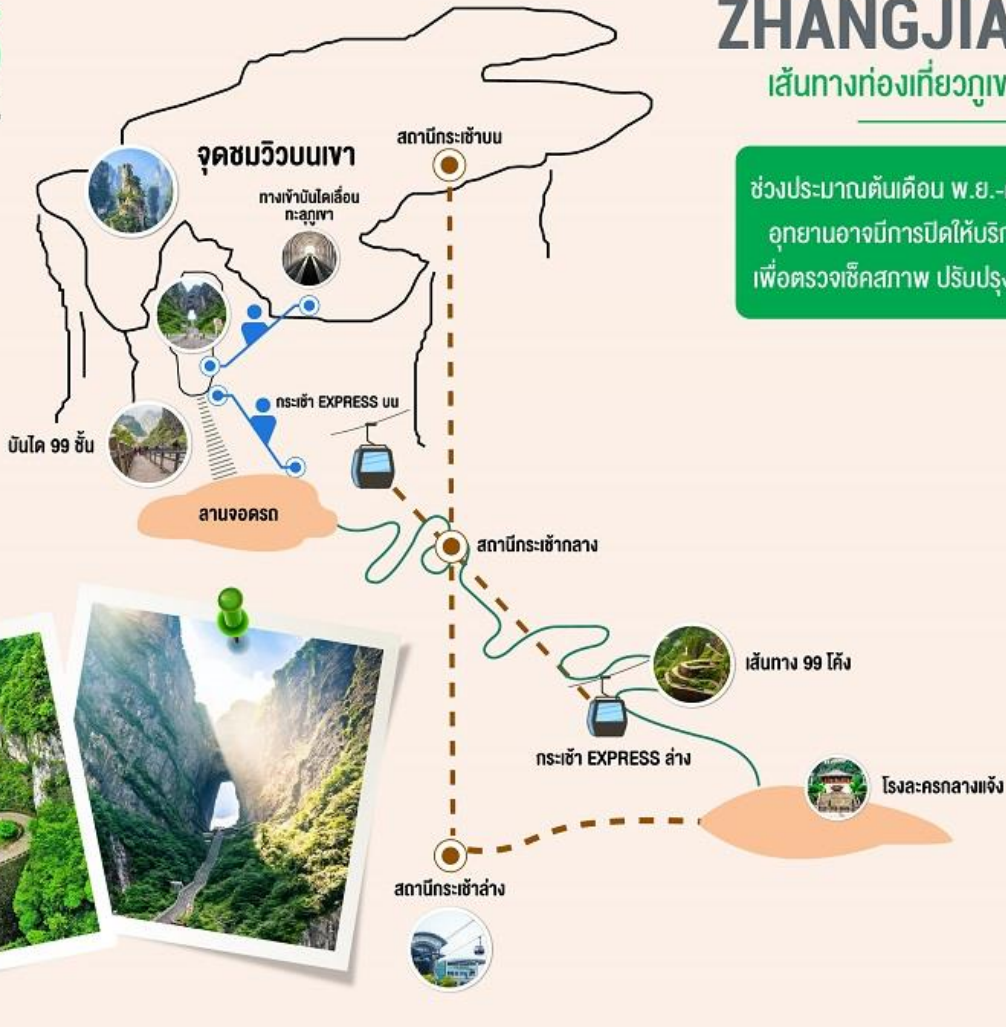 ZHANGJIA
เส้นทางท่องเที่ยวภูเข
ช่วงประมาณต้นเดือน พ.ย.-
อุทยานอาจมีการปิดให้บริก
เพื่อตรวจเช็คสภาพ ปรับปรุง
สถานีกระเช้าบน
จุดชมวิวบนเขา
ทางเข้าบันไดเลื่อน
ทะลุภูเขา
กระเช้า EXPRESS บน
บันได 99 ขั้น
ลานจอดรถ
สถานีกระเช้ากลาง
เส้นทาง 99 โค้ง
กระเช้า EXPRESS ล่าง
โรงละครกลางแจ้ง
สถานีกระเช้าล่าง